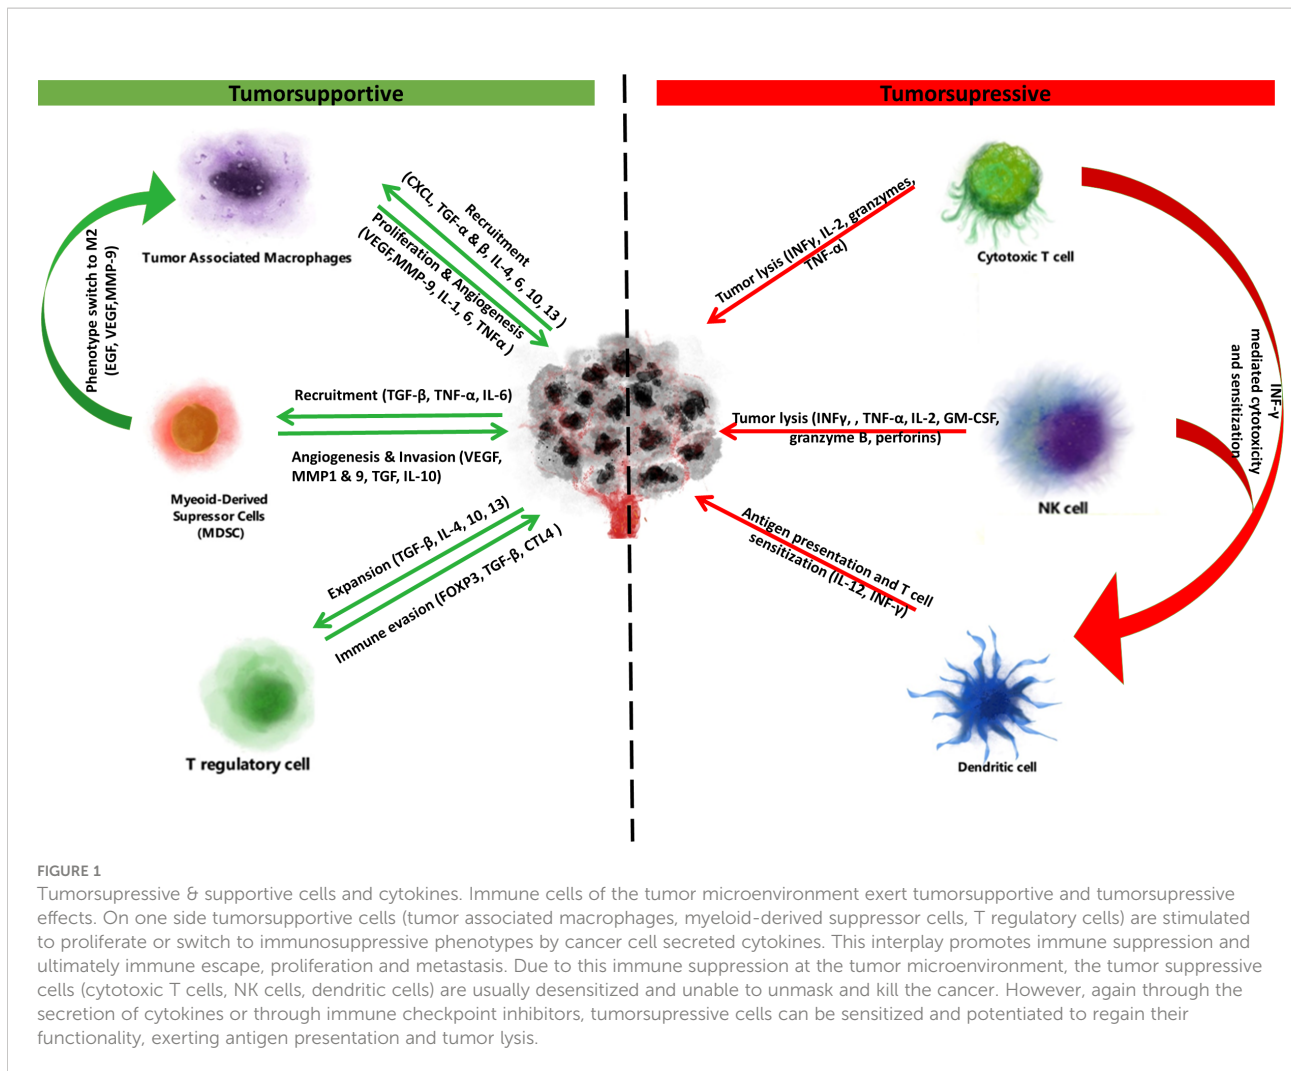 Tumorsupportive
Tumorsupressive
Tumor Associated Macrophages
Phenotype switch to M2
(EGF, VEGF,MMP-9)
Recruitment
(CXCL, TGF-α & β, IL-4, 6, 10, 13 )
Proliferation & Angiogenesis
(VEGF,MMP-9, IL-1, 6, TNFα )
Myeoid-Derived
Supressor Cells
(MDSC)
Recruitment (TGF-β, TNF-α, IL-6)
Angiogenesis & Invasion (VEGF,
MMP1 & 9, TGF, IL-10)
Expansion (TGF-β, IL-4, 10, 13)
Immune evasion (FOXP3, TGF-β, CTL4 )
T regulatory cell
Tumor lysis (INFγ, IL-2, granzymes,
TNF-α)
Cytotoxic T cell
Tumor lysis (INFγ, , TNF-α, IL-2, GM-CSF,
granzyme B, perforins)
NK cell
INF-γ
mediated cytotoxicity
and sensitization
Antigen presentation and T cell
sensitization (IL-12, INF-γ)
Dendritic cell
FIGURE 1
Tumorsupressive & supportive cells and cytokines. Immune cells of the tumor microenvironment exert tumorsupportive and tumorsupressive
effects. On one side tumorsupportive cells (tumor associated macrophages, myeloid-derived suppressor cells, T regulatory cells) are stimulated
to proliferate or switch to immunosuppressive phenotypes by cancer cell secreted cytokines. This interplay promotes immune suppression and
ultimately immune escape, proliferation and metastasis. Due to this immune suppression at the tumor microenvironment, the tumor suppressive
cells (cytotoxic T cells, NK cells, dendritic cells) are usually desensitized and unable to unmask and kill the cancer. However, again through the
secretion of cytokines or through immune checkpoint inhibitors, tumorsupressive cells can be sensitized and potentiated to regain their
functionality, exerting antigen presentation and tumor lysis.